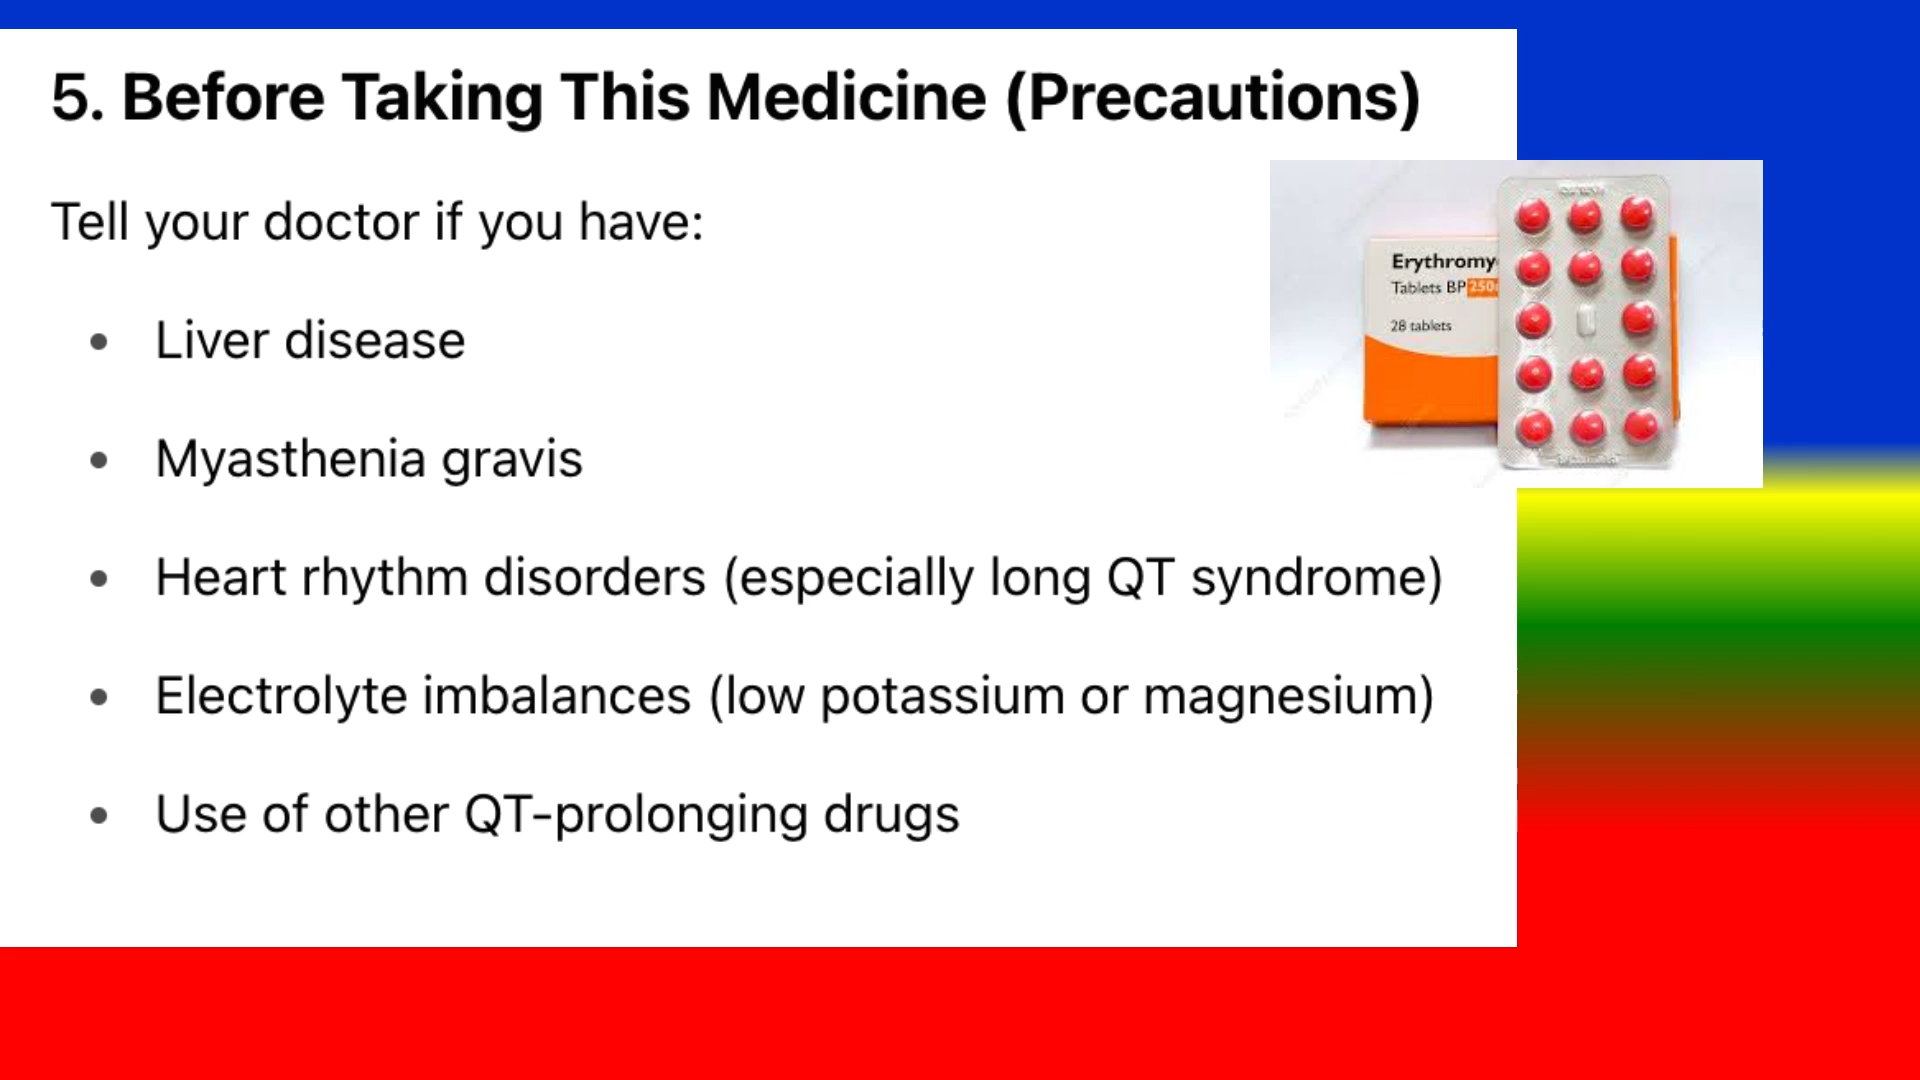 5. Before Taking This Medicine (Precautions)
Tell your doctor if you have:
Erythromy
Tablets BP 250
28 tablets
• Liver disease
• Myasthenia gravis
• Heart rhythm disorders (especially long QT syndrome)
• Electrolyte imbalances (low potassium or magnesium)
• Use of other QT-prolonging drugs